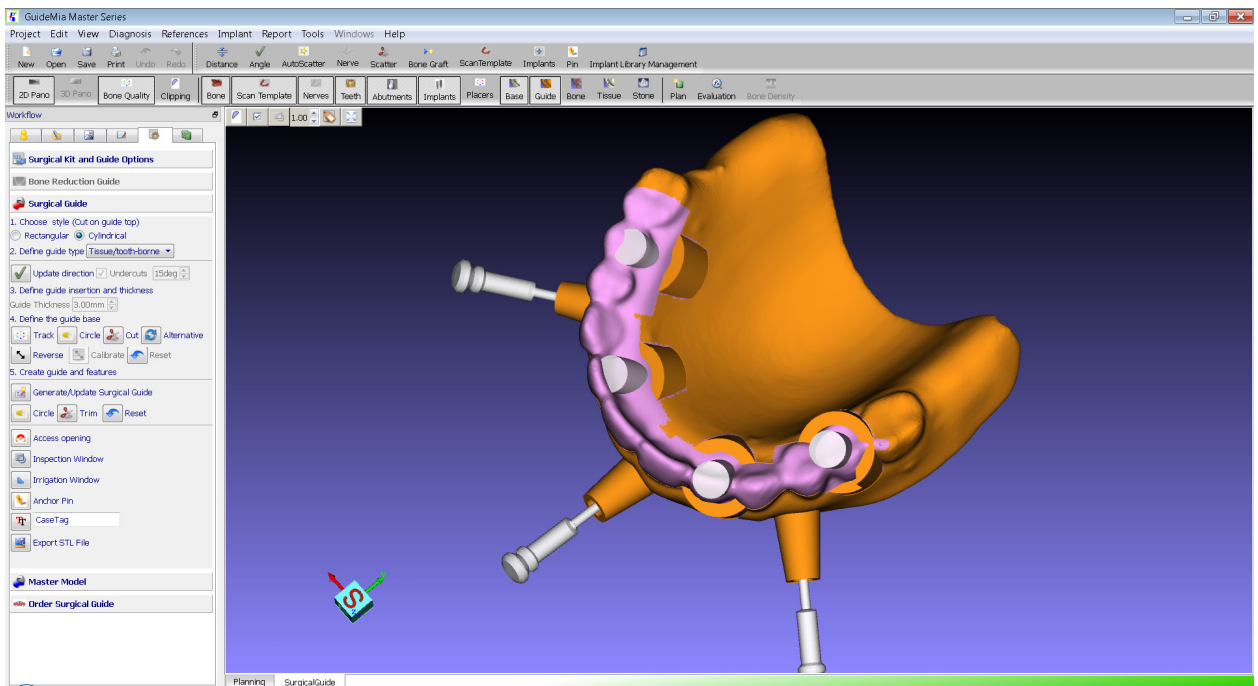 GuideMia Master Series
Project Edit View Diagnosis References Implant Report Tools Windows Help
New Open Save Print Undo Redo Distance Angle AutoScatter Nerve Scatter Bone Graft ScanTemplate Implants Pin Implant Library Management
2D Pano 3D Pano Bone Quality Clipping Bone Scan Template Nerves Teeth Abutments Implants Placers Base Guide Bone Tissue Stone Plan Evaluation Bone Density
Workflow
1.00
Surgical Kit and Guide Options
Bone Reduction Guide
Surgical Guide
1. Choose style (Cut on guide top)
Rectangular Cylindrical
2. Define guide type Tissue/tooth-borne
Update direction Undercuts 15deg
3. Define guide insertion and thickness
Guide Thickness 3.00mm
4. Define the guide base
Track Circle Cut Alternative
Reverse Calibrate Reset
5. Create guide and features
Generate/Update Surgical Guide
Circle Trim Reset
Access opening
Inspection Window
Irrigation Window
Anchor Pin
CaseTag
Export STL File
Master Model
Order Surgical Guide
S
Planning SurgicalGuide